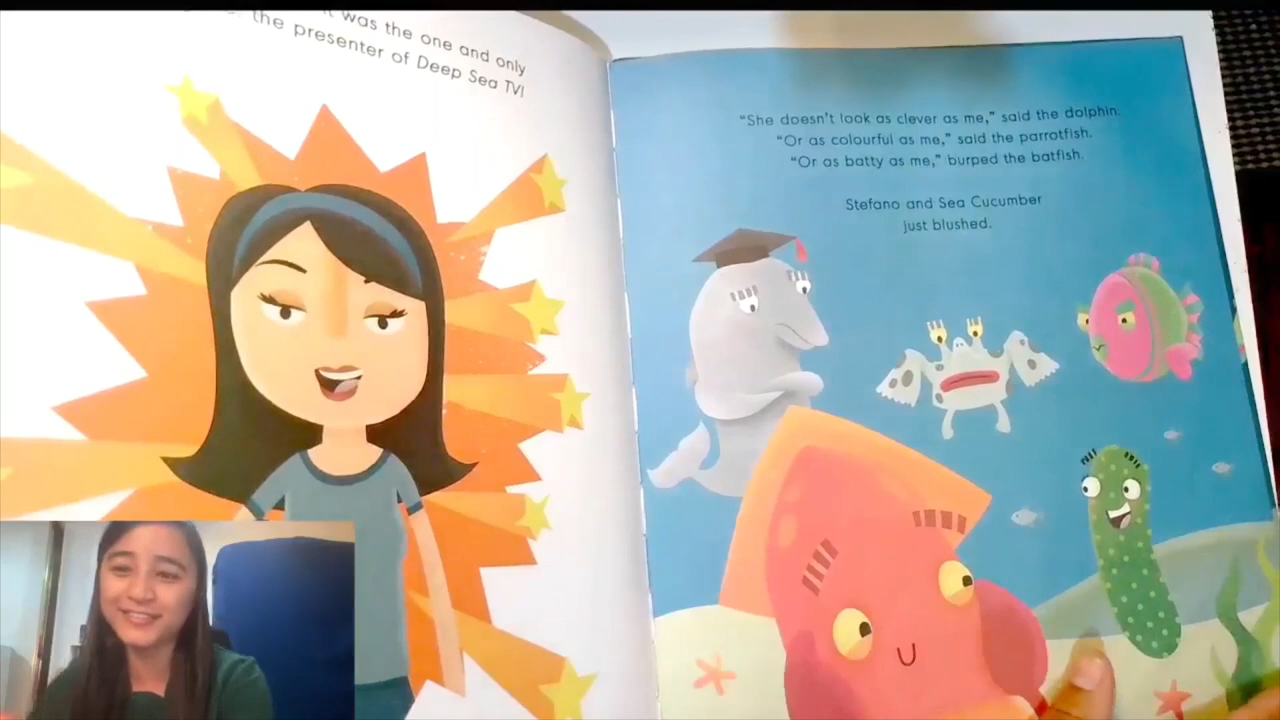 it was the one and only
the presenter of Deep Sea TV!
"She doesn't look as clever as me," said the dolphin.
"Or as colourful as me," said the parrotfish.
"Or as batty as me," burped the batfish.
Stefano and Sea Cucumber
just blushed.